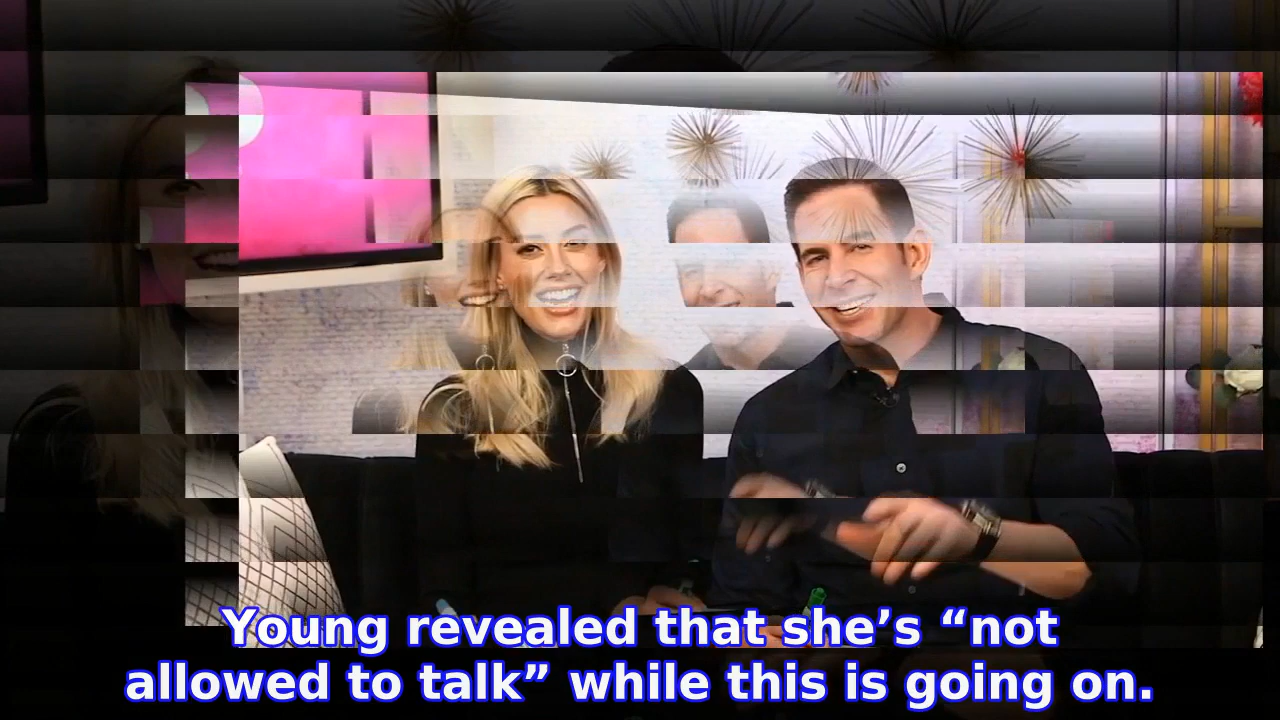 Young revealed that she’s “not
allowed to talk” while this is going on.